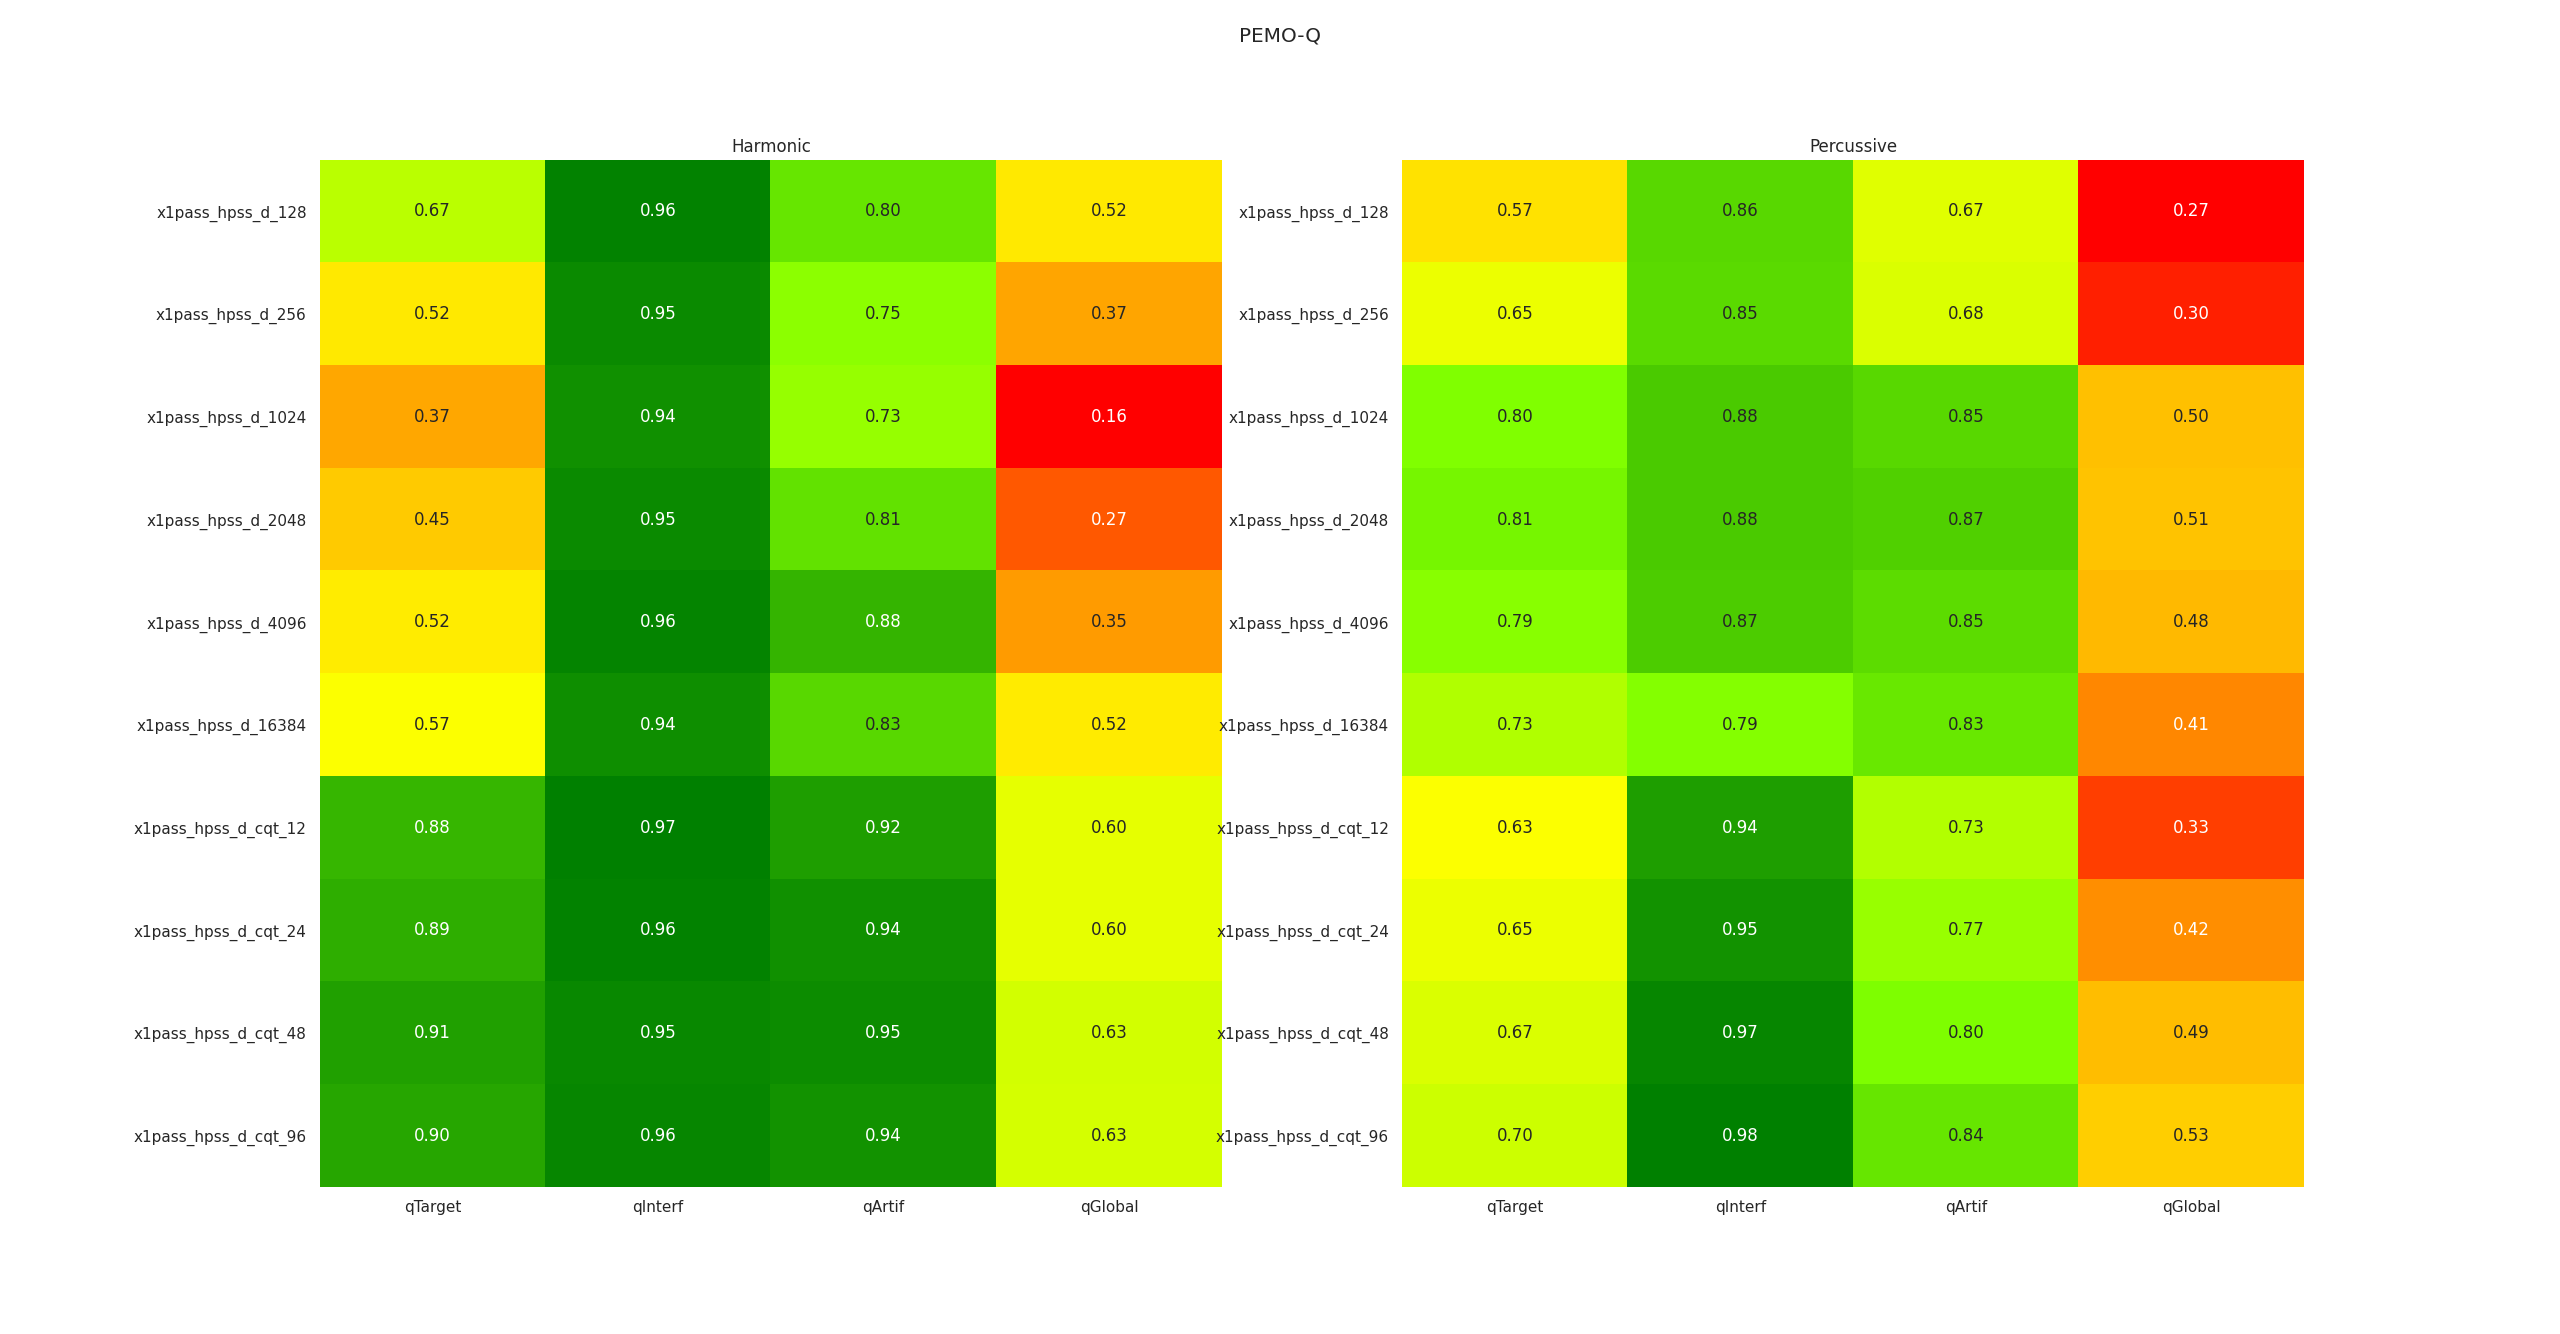 PEMO-Q
Harmonic
x1pass_hpss_d_128 0.67 0.96 0.80 0.52
x1pass_hpss_d_256 0.52 0.95 0.75 0.37
x1pass_hpss_d_1024 0.37 0.94 0.73 0.16
x1pass_hpss_d_2048 0.45 0.95 0.81 0.27
x1pass_hpss_d_4096 0.52 0.96 0.88 0.35
x1pass_hpss_d_16384 0.57 0.94 0.83 0.52
x1pass_hpss_d_cqt_12 0.88 0.97 0.92 0.60
x1pass_hpss_d_cqt_24 0.89 0.96 0.94 0.60
x1pass_hpss_d_cqt_48 0.91 0.95 0.95 0.63
x1pass_hpss_d_cqt_96 0.90 0.96 0.94 0.63
qTarget qInterf qArtif qGlobal
Percussive
x1pass_hpss_d_128 0.57 0.86 0.67 0.27
x1pass_hpss_d_256 0.65 0.85 0.68 0.30
x1pass_hpss_d_1024 0.80 0.88 0.85 0.50
x1pass_hpss_d_2048 0.81 0.88 0.87 0.51
x1pass_hpss_d_4096 0.79 0.87 0.85 0.48
x1pass_hpss_d_16384 0.73 0.79 0.83 0.41
x1pass_hpss_d_cqt_12 0.63 0.94 0.73 0.33
x1pass_hpss_d_cqt_24 0.65 0.95 0.77 0.42
x1pass_hpss_d_cqt_48 0.67 0.97 0.80 0.49
x1pass_hpss_d_cqt_96 0.70 0.98 0.84 0.53
qTarget qInterf qArtif qGlobal